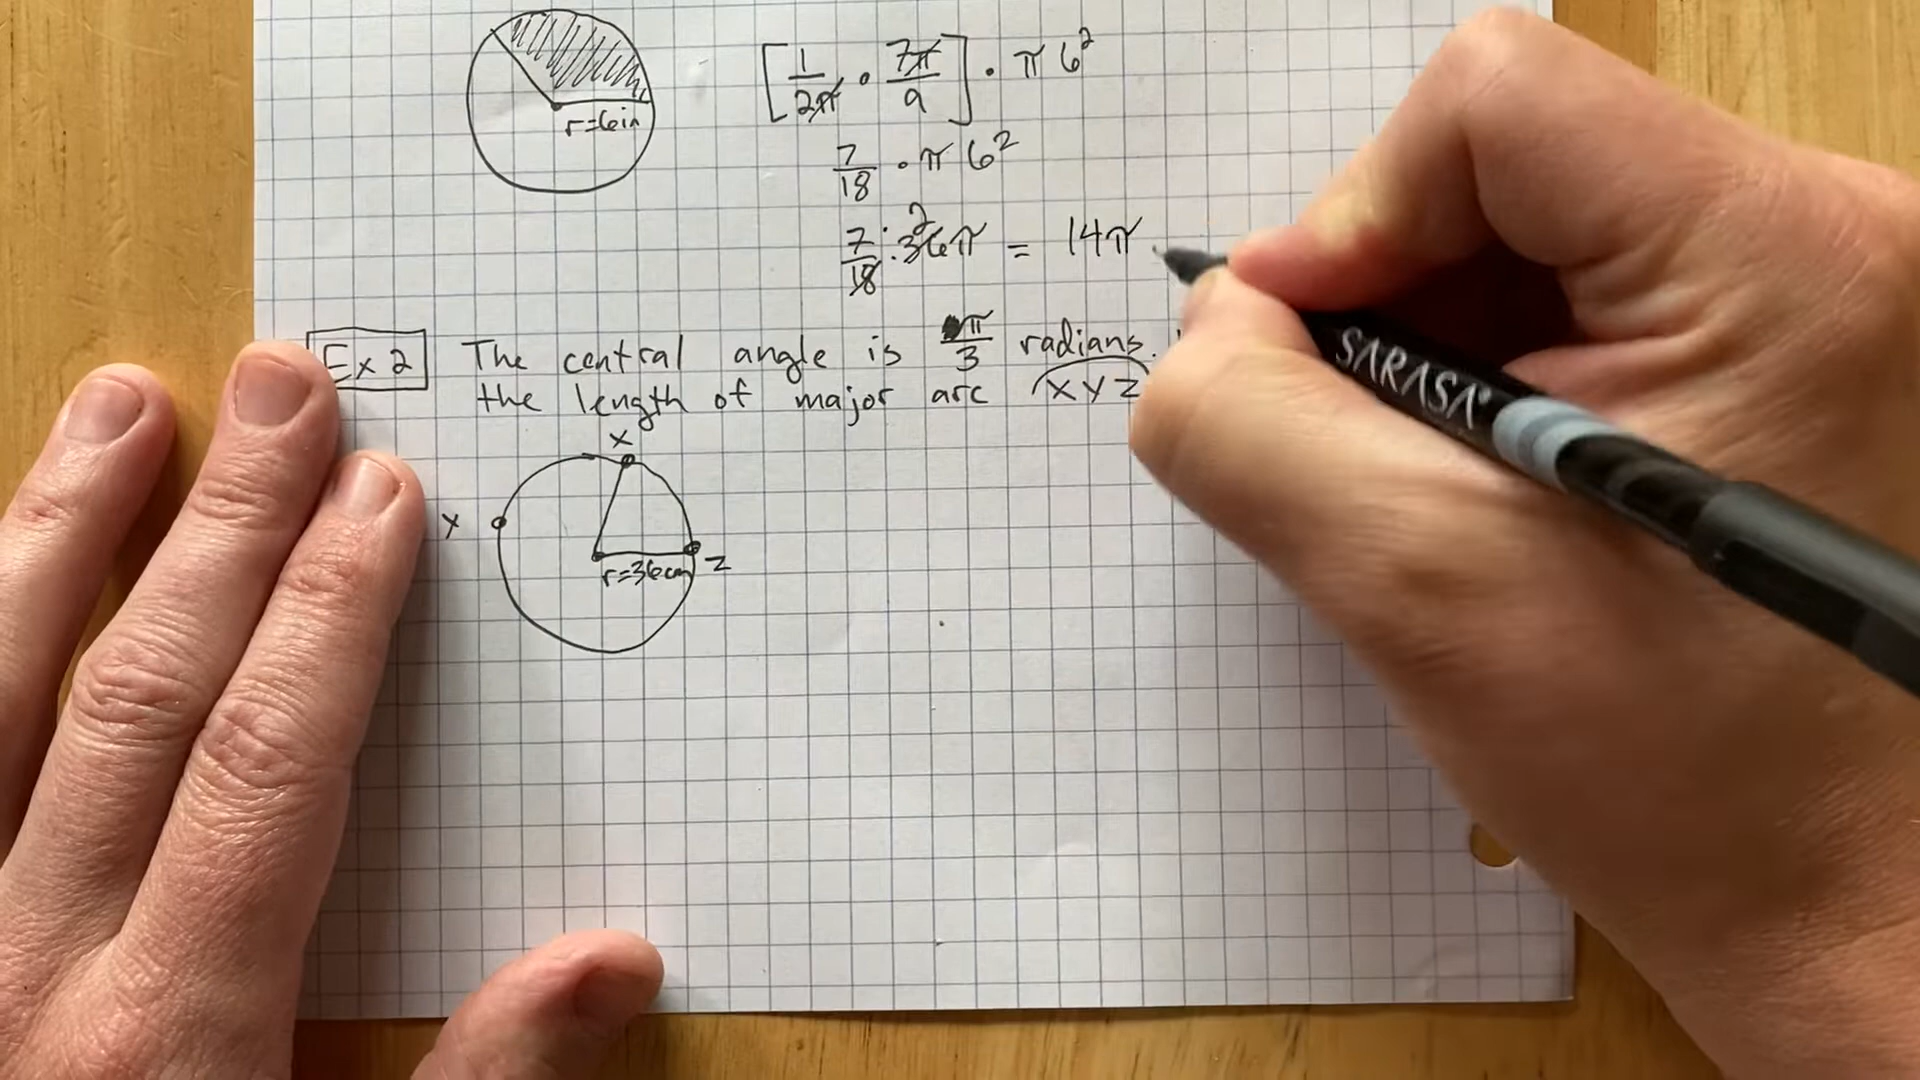 r=6in
[1/2π · 7π/9] · π 6²
7/18 · π 6²
7/18 · 36π = 14π
2
Ex 2 The central angle is π/3 radians.
the length of major arc XYZ
X
Y
r=36cm Z
SARASA